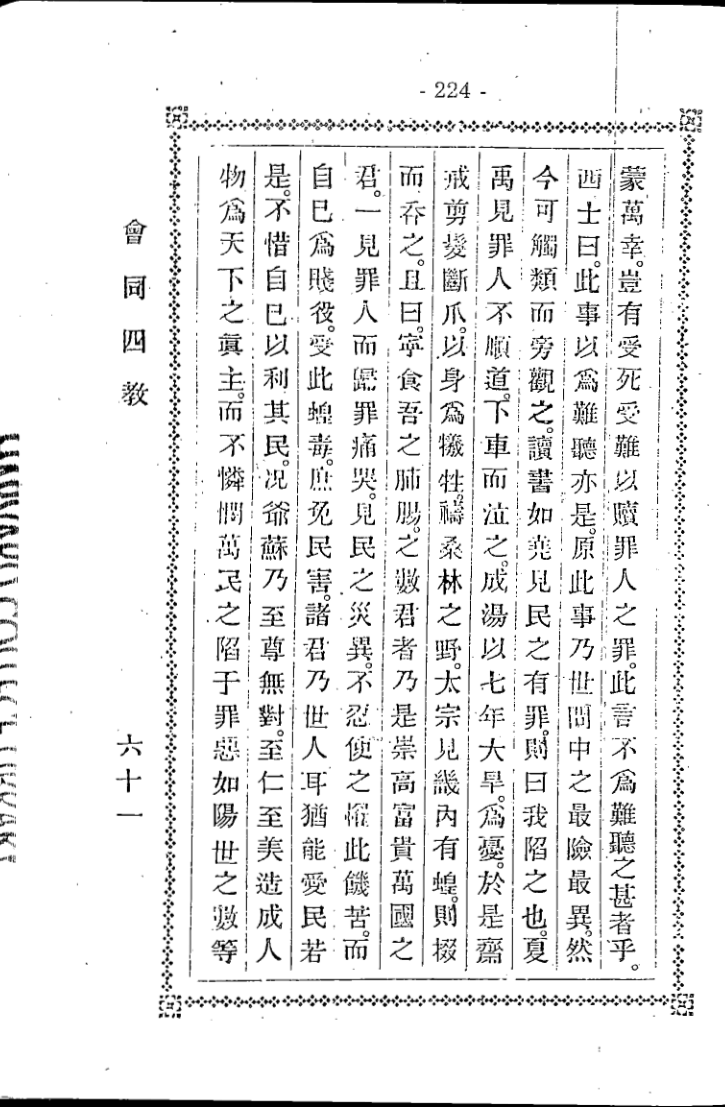 - 224 -
蒙萬幸。豈有受死受難以贖罪人之罪。此言不爲難聽之甚者乎。
西士曰。此事以爲難聽亦是。原此事乃世間中之最險最異。然
今可觸類而旁觀之。讀書如堯見民之有罪。則曰我陷之也。夏
禹見罪人不順道。下車而泣之。成湯以七年大旱。爲憂。於是齋
戒剪髮斷爪。以身爲犧牲。禱桑林之野。太宗見畿內有蝗。則掇
而吞之。且曰。寧食吾之肺腸。之數君者乃是崇高富貴萬國之
君。一見罪人而歸罪痛哭。見民之災異。不忍使之罹此饑苦。而
自巳爲賤役。受此蝗毒。庶免民害。諸君乃世人耳猶能愛民若
是。不惜自巳以利其民。况爺蘇乃至尊無對。至仁至美造成人
物爲天下之眞主。而不憐憫萬民之陷于罪惡如陽世之數等
會同四教
六十一